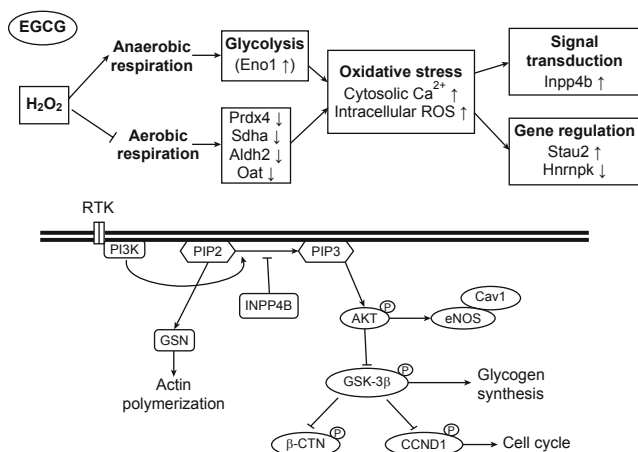 EGCG
H₂O₂
Anaerobic
respiration
Aerobic
respiration
Glycolysis
(Eno1 ↑)
Prdx4 ↓
Sdha ↓
Aldh2 ↓
Oat ↓
Oxidative stress
Cytosolic Ca²⁺ ↑
Intracellular ROS ↑
Signal
transduction
Inpp4b ↑
Gene regulation
Stau2 ↑
Hnrnpk ↓
RTK
PI3K
PIP2
PIP3
INPP4B
GSN
Actin
polymerization
AKT
P
eNOS
Cav1
GSK-3β
P
Glycogen
synthesis
β-CTN
P
CCND1
P
Cell cycle